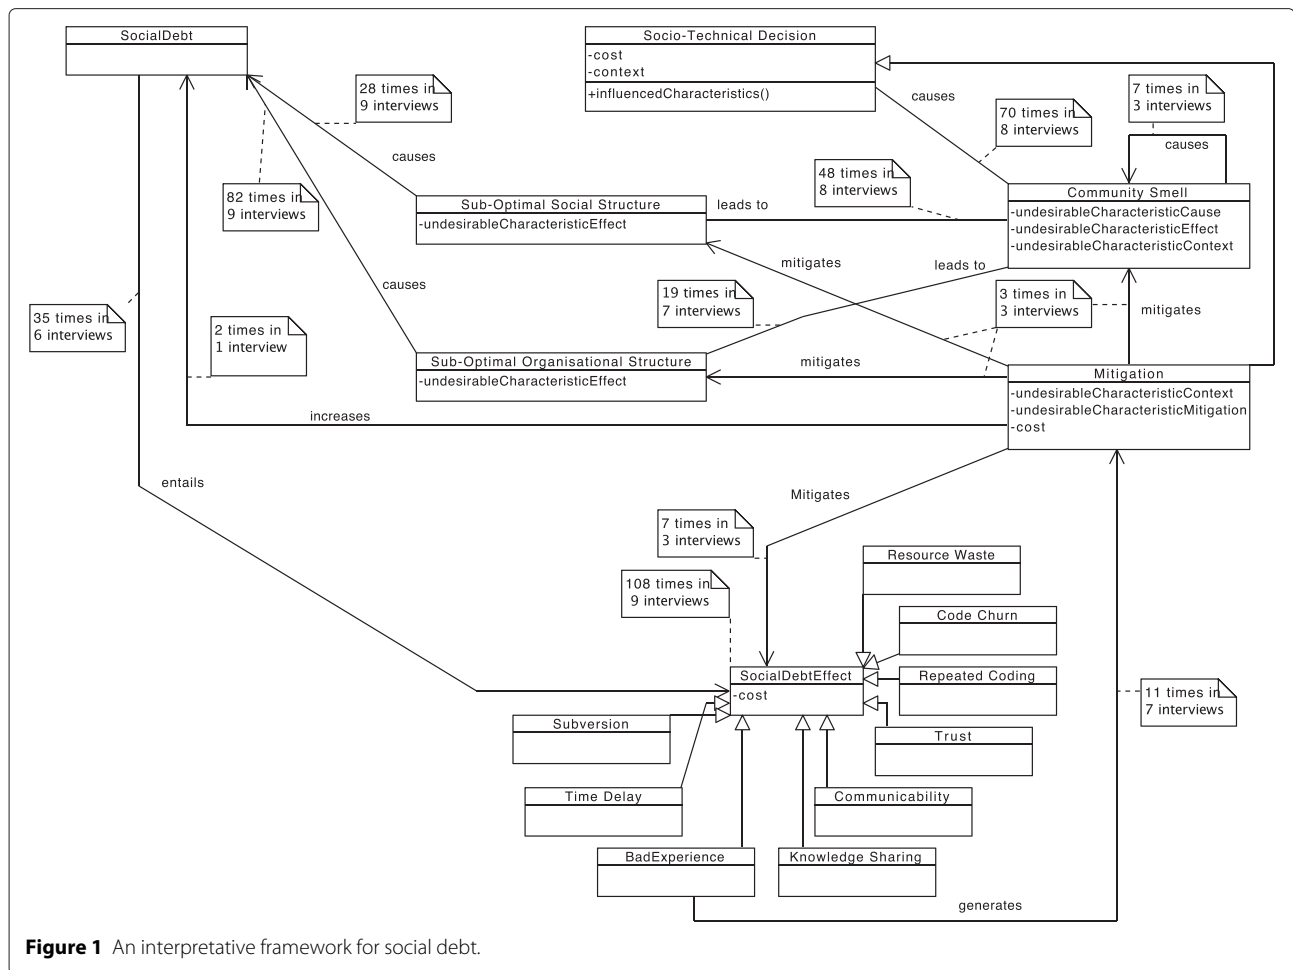 SocialDebt
Socio-Technical Decision
-cost
-context
+influencedCharacteristics()
28 times in
9 interviews
causes
70 times in
8 interviews
7 times in
3 interviews
causes
causes
82 times in
9 interviews
48 times in
8 interviews
Sub-Optimal Social Structure
-undesirableCharacteristicEffect
leads to
Community Smell
-undesirableCharacteristicCause
-undesirableCharacteristicEffect
-undesirableCharacteristicContext
mitigates
leads to
causes
19 times in
7 interviews
3 times in
3 interviews
mitigates
35 times in
6 interviews
2 times in
1 interview
Sub-Optimal Organisational Structure
-undesirableCharacteristicEffect
mitigates
Mitigation
-undesirableCharacteristicContext
-undesirableCharacteristicMitigation
-cost
increases
entails
Mitigates
7 times in
3 interviews
108 times in
9 interviews
Resource Waste
Code Churn
SocialDebtEffect
-cost
Repeated Coding
11 times in
7 interviews
Subversion
Trust
Time Delay
Communicability
BadExperience
Knowledge Sharing
generates
Figure 1 An interpretative framework for social debt.